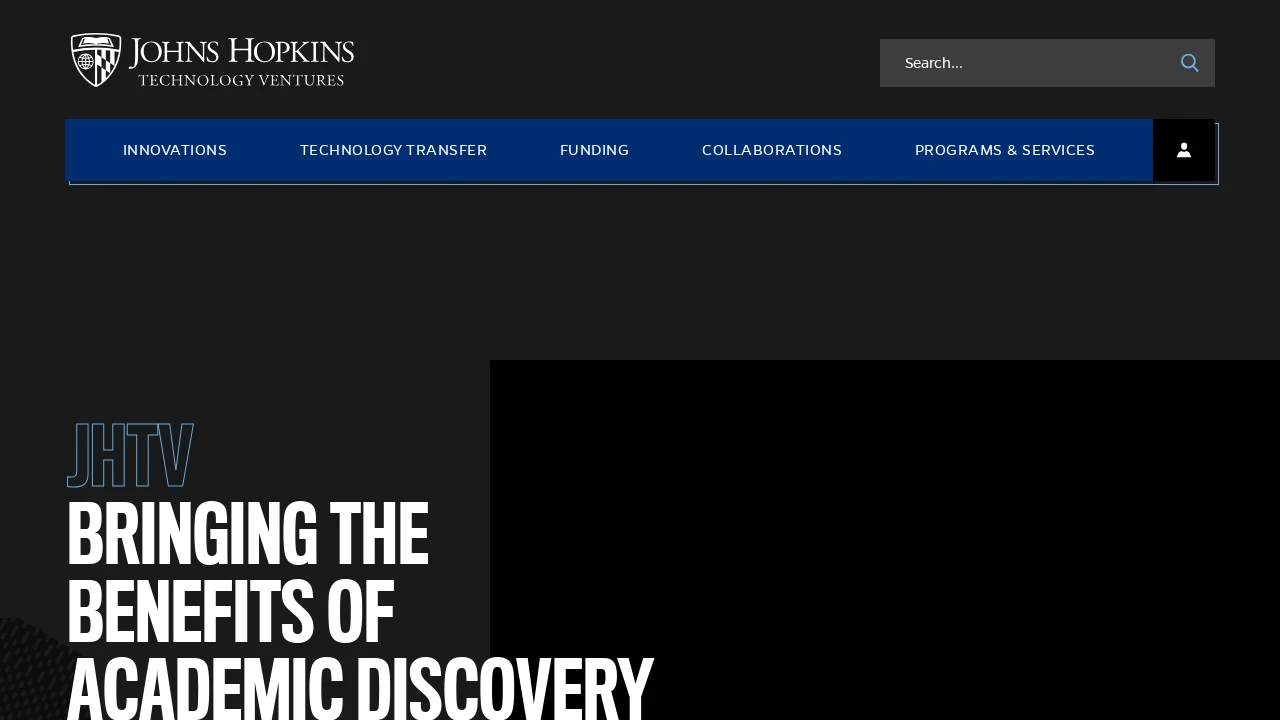 JOHNS HOPKINS
TECHNOLOGY VENTURES
Search...
INNOVATIONS
TECHNOLOGY TRANSFER
FUNDING
COLLABORATIONS
PROGRAMS & SERVICES
JHTV
BRINGING THE
BENEFITS OF
ACADEMIC DISCOVERY